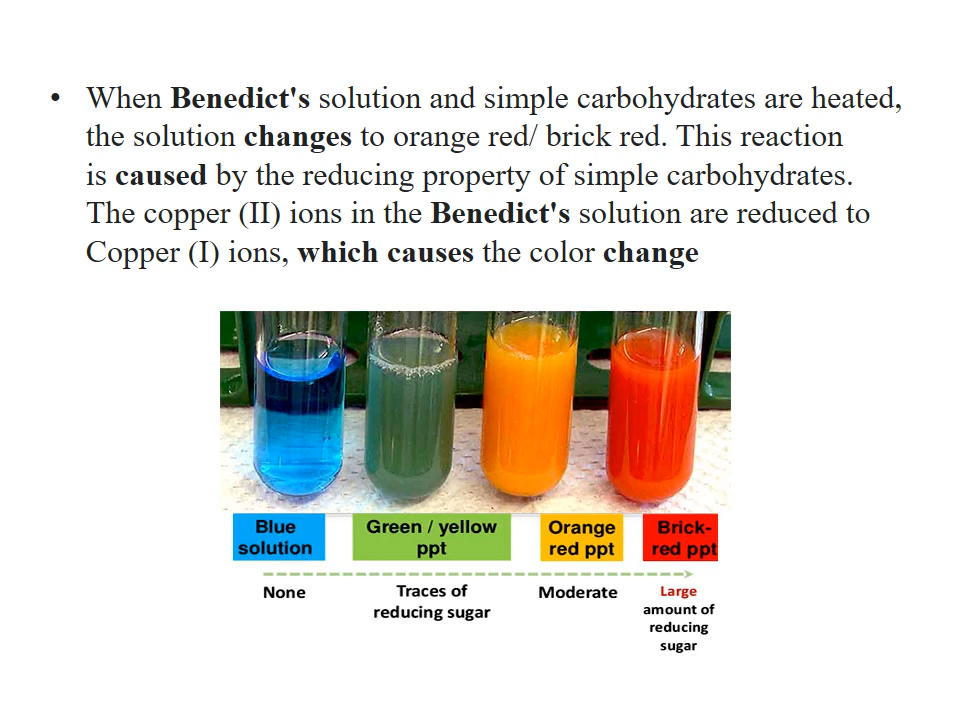 • When Benedict's solution and simple carbohydrates are heated,
the solution changes to orange red/ brick red. This reaction
is caused by the reducing property of simple carbohydrates.
The copper (II) ions in the Benedict's solution are reduced to
Copper (I) ions, which causes the color change
Blue
solution
Green / yellow
ppt
Orange
red ppt
Brick-
red ppt
None
Traces of
reducing sugar
Moderate
Large
amount of
reducing
sugar